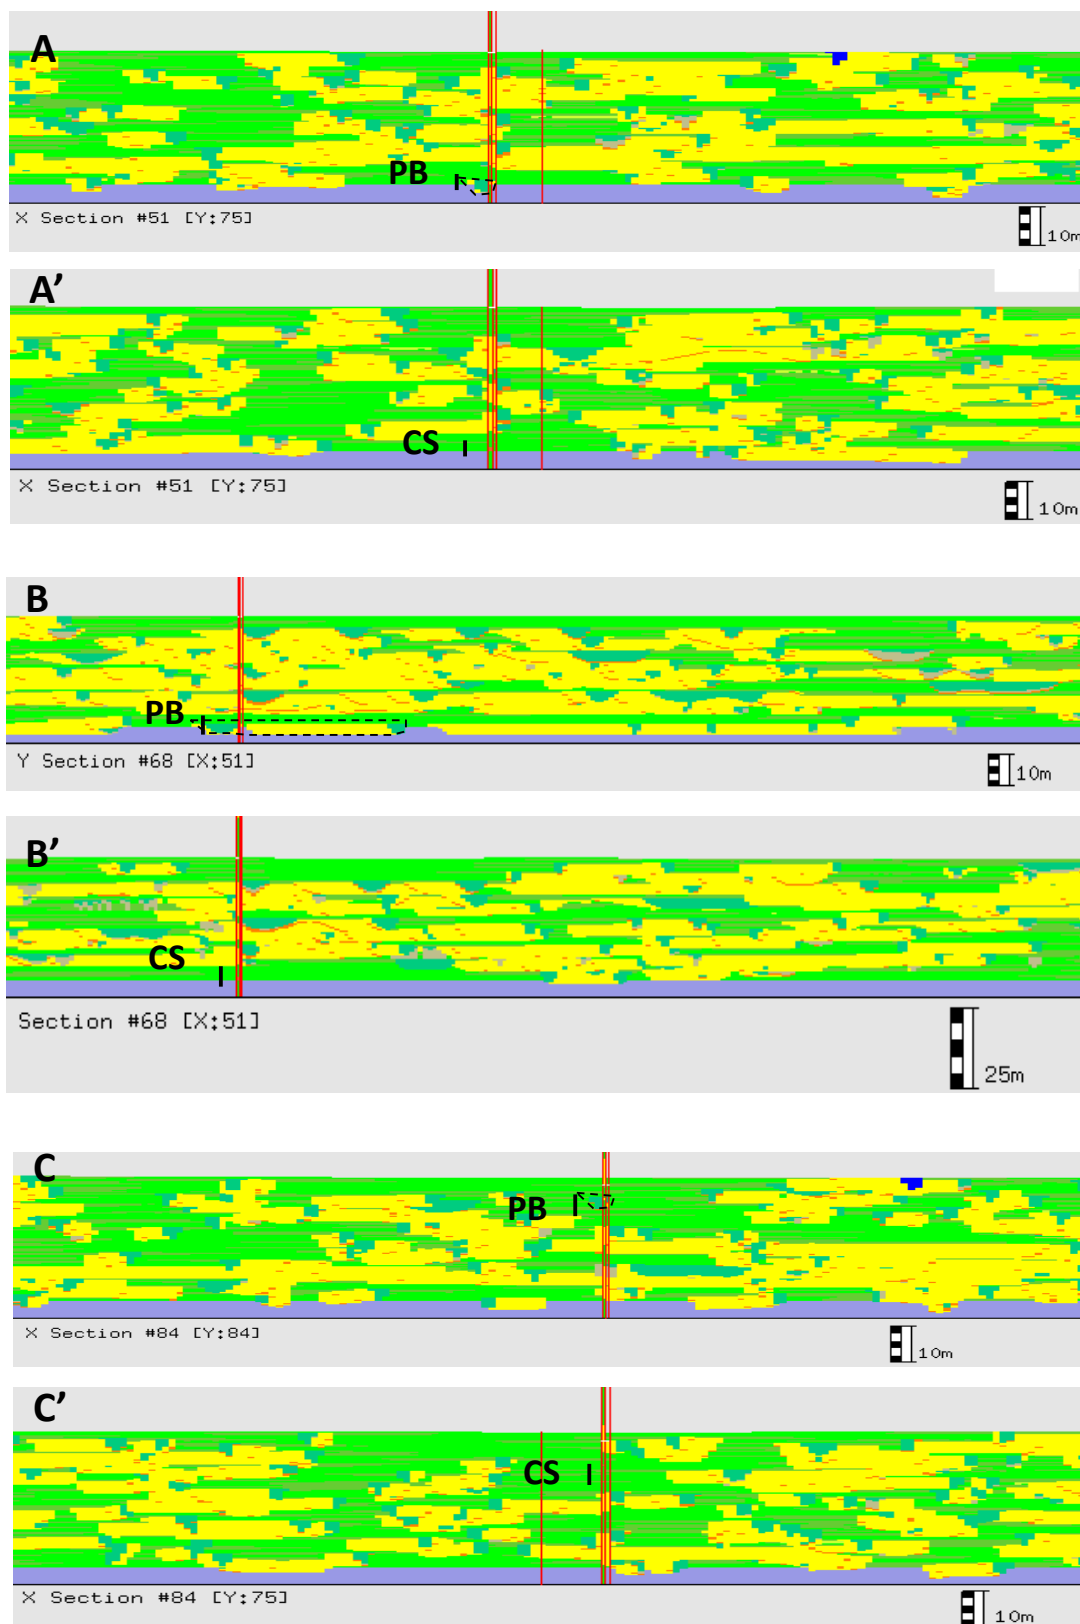 A
PB
X Section #51 [Y:75]
10m
A’
CS
X Section #51 [Y:75]
10m
B
PB
Y Section #68 [X:51]
10m
B’
CS
Section #68 [X:51]
25m
C
PB
X Section #84 [Y:84]
10m
C’
CS
X Section #84 [Y:75]
10m